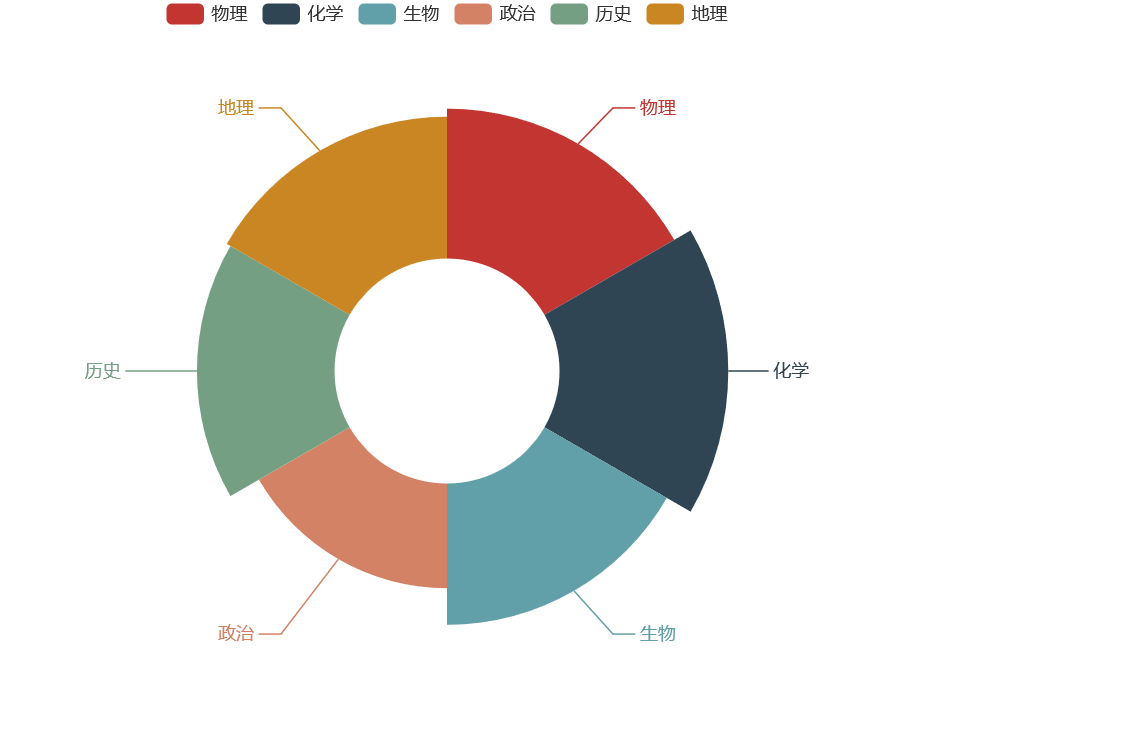 物理 化学 生物 政治 历史 地理
地理 物理
历史 化学
政治 生物